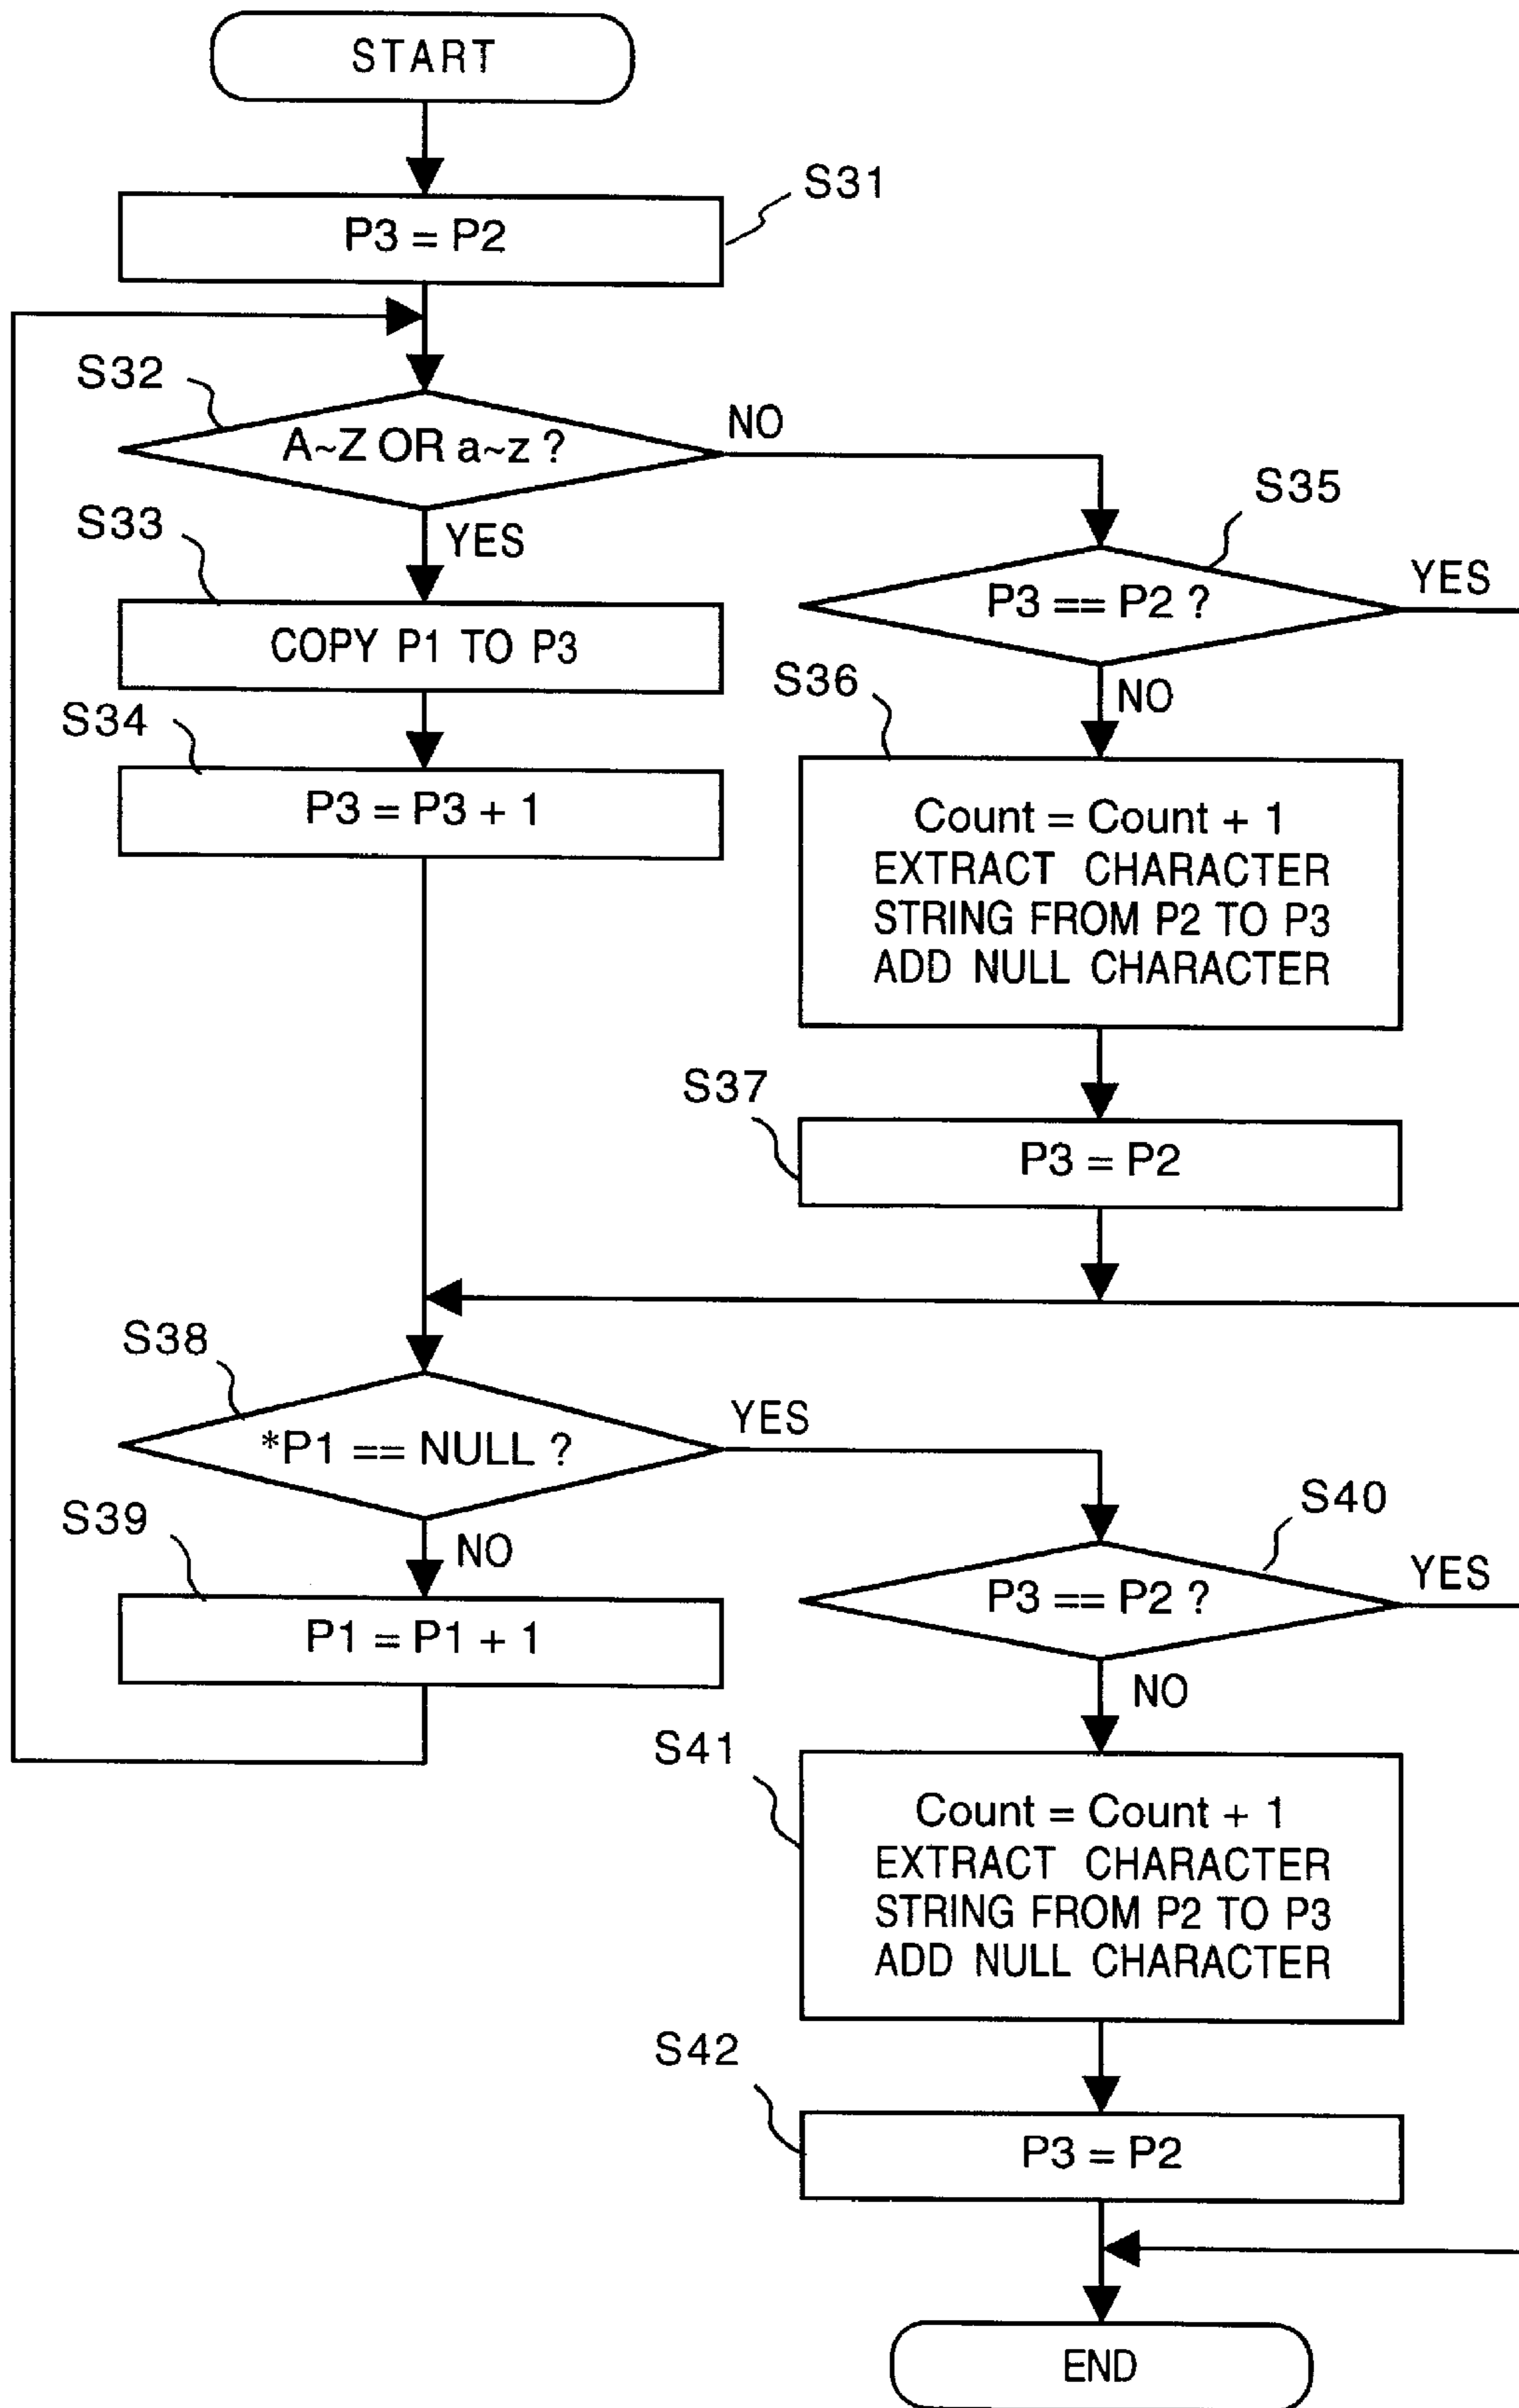 START
S31
P3 = P2
S32
A~Z OR a~z ?
NO
S33
YES
S35
P3 == P2 ?
YES
COPY P1 TO P3
S36
NO
S34
P3 = P3 + 1
Count = Count + 1
EXTRACT CHARACTER
STRING FROM P2 TO P3
ADD NULL CHARACTER
S37
P3 = P2
S38
*P1 == NULL ?
YES
S39
NO
S40
P3 == P2 ?
YES
P1 = P1 + 1
NO
S41
Count = Count + 1
EXTRACT CHARACTER
STRING FROM P2 TO P3
ADD NULL CHARACTER
S42
P3 = P2
END